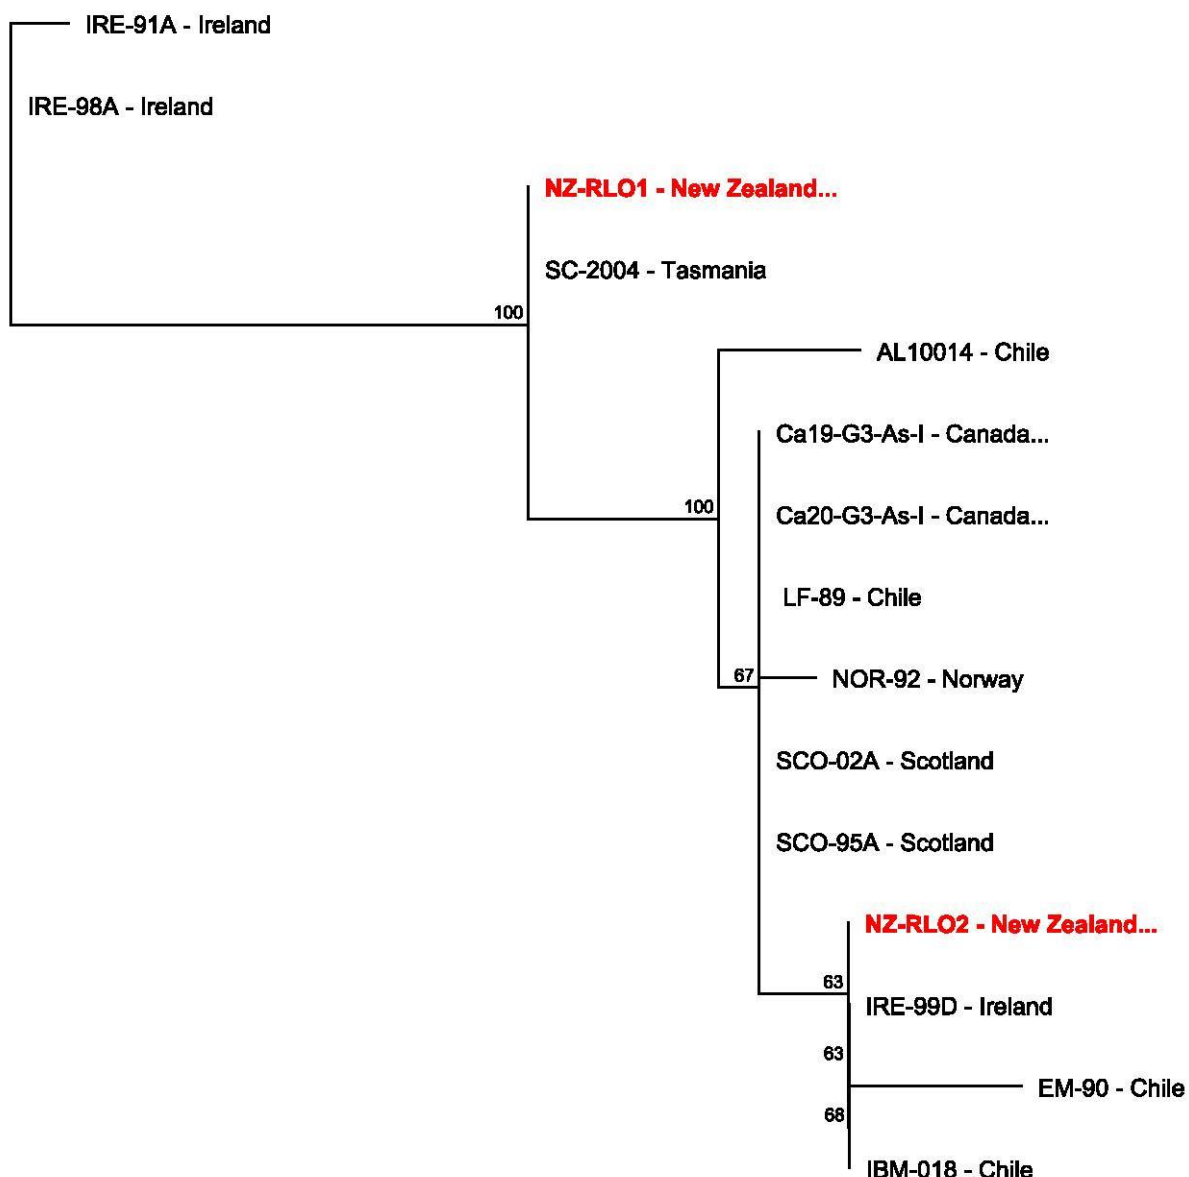 IRE-91A - Ireland
IRE-98A - Ireland
NZ-RLO1 - New Zealand...
SC-2004 - Tasmania
100
AL10014 - Chile
Ca19-G3-As-I - Canada...
100
Ca20-G3-As-I - Canada...
LF-89 - Chile
67
NOR-92 - Norway
SCO-02A - Scotland
SCO-95A - Scotland
NZ-RLO2 - New Zealand...
63
IRE-99D - Ireland
63
EM-90 - Chile
68
IBM-018 - Chile